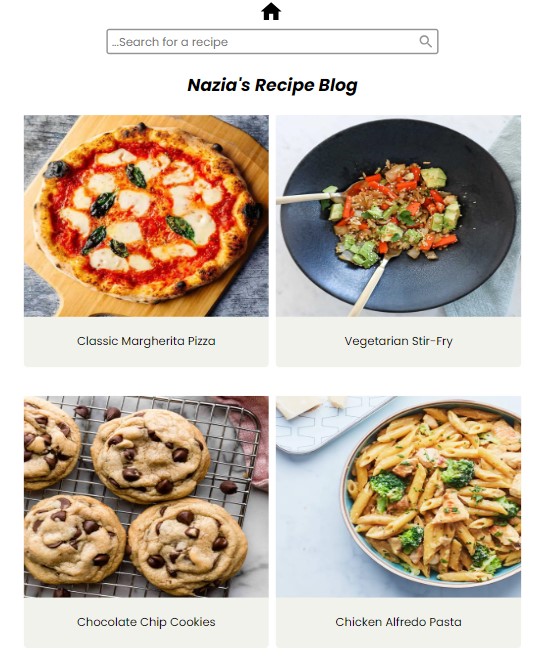 ...Search for a recipe
Nazia's Recipe Blog
Classic Margherita Pizza
Vegetarian Stir-Fry
Chocolate Chip Cookies
Chicken Alfredo Pasta